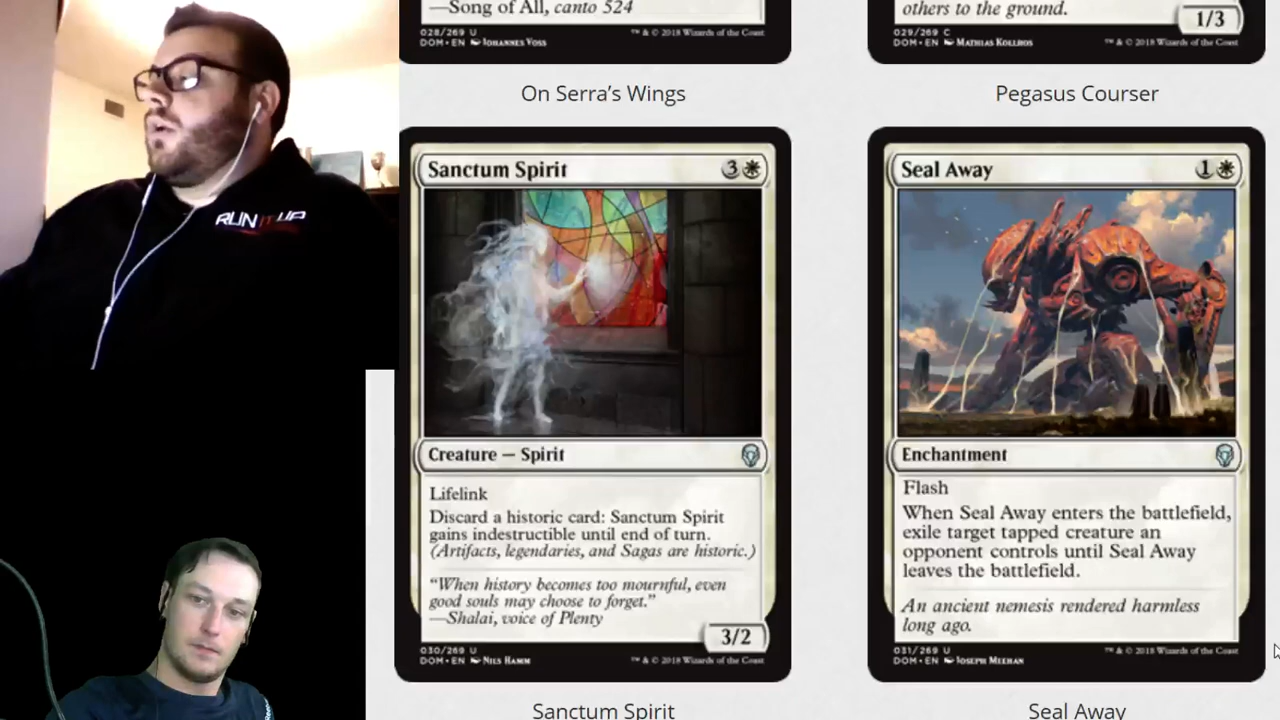 —Song of All, canto 524
028/269 U
DOM • EN Johannes Voss
™ & © 2018 Wizards of the Coast
On Serra’s Wings
others to the ground.
1/3
029/269 C
DOM • EN Mathias Kollros
™ & © 2018 Wizards of the Coast
Pegasus Courser
RUN IT UP
Sanctum Spirit
3
Creature — Spirit
Lifelink
Discard a historic card: Sanctum Spirit
gains indestructible until end of turn.
(Artifacts, legendaries, and Sagas are historic.)
“When history becomes too mournful, even
good souls may choose to forget.”
—Shalai, voice of Plenty
3/2
030/269 U
DOM • EN Nils Hamm
™ & © 2018 Wizards of the Coast
Sanctum Spirit
Seal Away
1
Enchantment
Flash
When Seal Away enters the battlefield,
exile target tapped creature an
opponent controls until Seal Away
leaves the battlefield.
An ancient nemesis rendered harmless
long ago.
031/269 U
DOM • EN Joseph Meehan
™ & © 2018 Wizards of the Coast
Seal Away